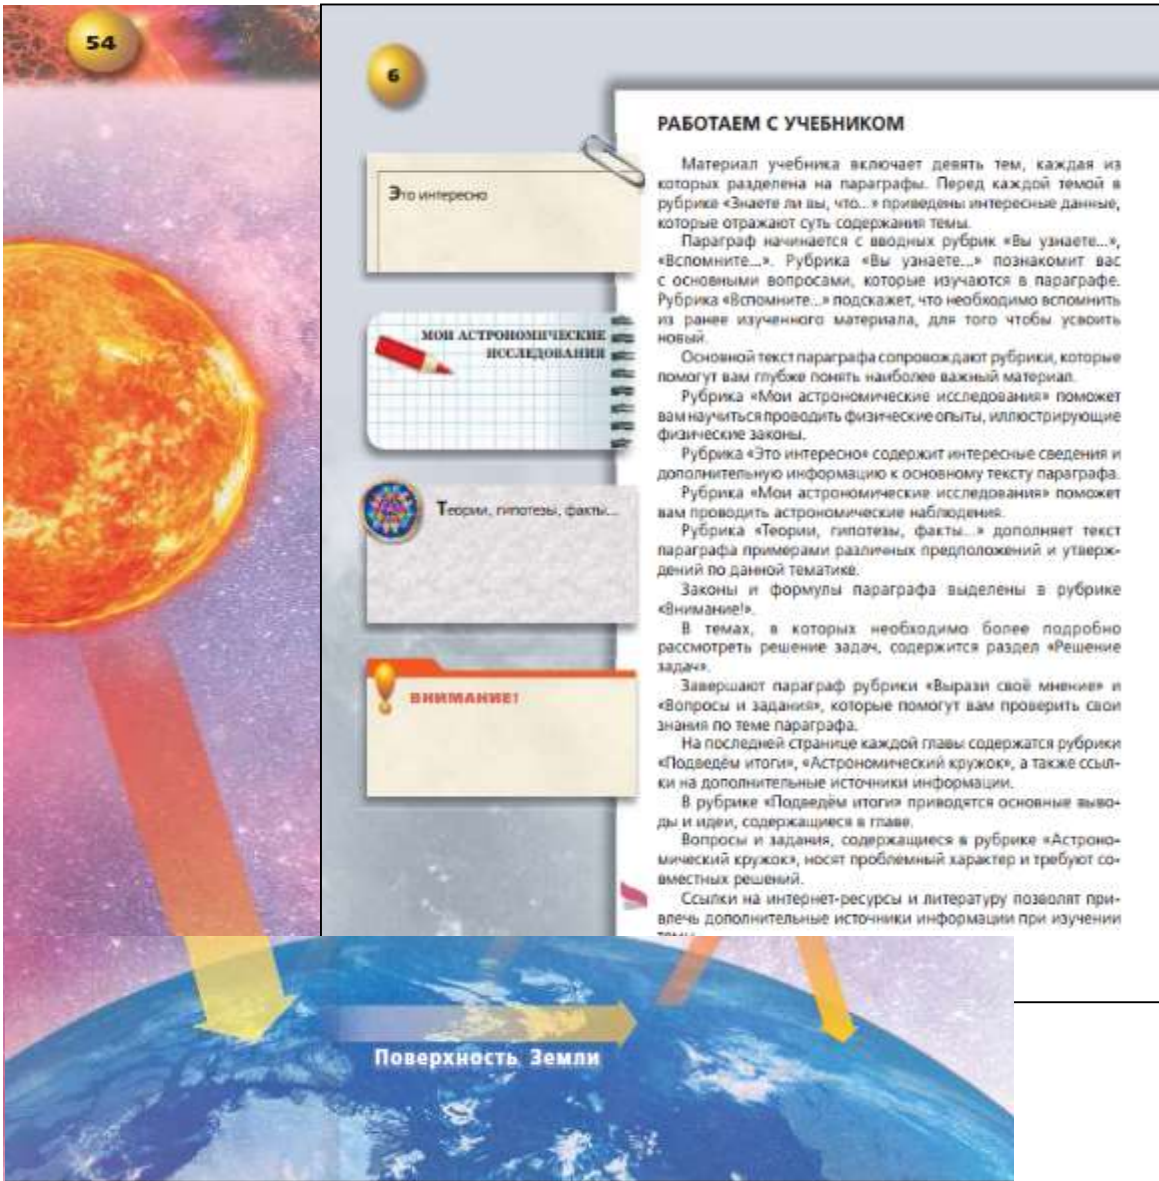 54
6
Это интересно
МОИ АСТРОНОМИЧЕСКИЕ
ИССЛЕДОВАНИЯ
Теории, гипотезы, факты...
ВНИМАНИЕ!
РАБОТАЕМ С УЧЕБНИКОМ
Материал учебника включает девять тем, каждая из
которых разделена на параграфы. Перед каждой темой в
рубрике «Знаете ли вы, что...» приведены интересные данные,
которые отражают суть содержания темы.
Параграф начинается с вводных рубрик «Вы узнаете...»,
«Вспомните...». Рубрика «Вы узнаете...» познакомит вас
с основными вопросами, которые изучаются в параграфе.
Рубрика «Вспомните...» подскажет, что необходимо вспомнить
из ранее изученного материала, для того чтобы усвоить
новый.
Основной текст параграфа сопровождают рубрики, которые
помогут вам глубже понять наиболее важный материал.
Рубрика «Мои астрономические исследования» поможет
вам научиться проводить физические опыты, иллюстрирующие
физические законы.
Рубрика «Это интересно» содержит интересные сведения и
дополнительную информацию к основному тексту параграфа.
Рубрика «Мои астрономические исследования» поможет
вам проводить астрономические наблюдения.
Рубрика «Теории, гипотезы, факты...» дополняет текст
параграфа примерами различных предположений и утверж-
дений по данной тематике.
Законы и формулы параграфа выделены в рубрике
«Внимание!».
В темах, в которых необходимо более подробно
рассмотреть решение задач, содержится раздел «Решение
задач».
Завершают параграф рубрики «Вырази своё мнение» и
«Вопросы и задания», которые помогут вам проверить свои
знания по теме параграфа.
На последней странице каждой главы содержатся рубрики
«Подведём итоги», «Астрономический кружок», а также ссыл-
ки на дополнительные источники информации.
В рубрике «Подведём итоги» приводятся основные выво-
ды и идеи, содержащиеся в главе.
Вопросы и задания, содержащиеся в рубрике «Астроно-
мический кружок», носят проблемный характер и требуют со-
вместных решений.
Ссылки на интернет-ресурсы и литературу позволят при-
влечь дополнительные источники информации при изучении
Поверхность Земли